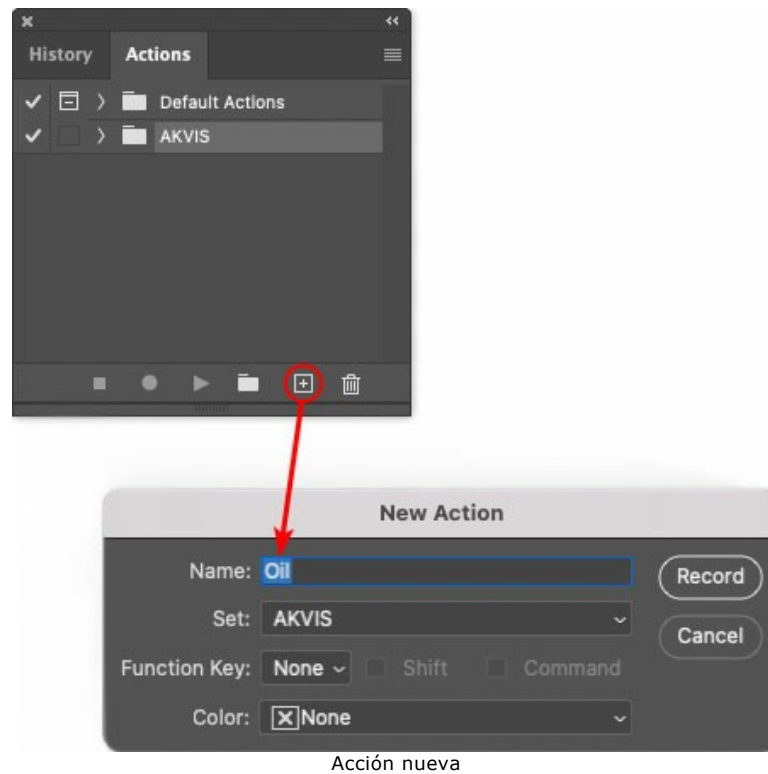 History Actions
Default Actions
AKVIS
New Action
Name: Oil Record
Set: AKVIS
Cancel
Function Key: None Shift Command
Color: None
Acción nueva